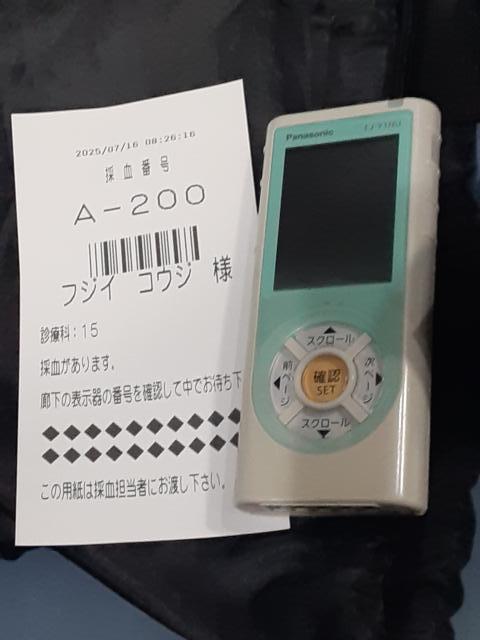 2025/07/16 08:26:16
採血番号
A-200
フジイ コウジ 様
診療科:15
採血があります。
廊下の表示器の番号を確認して中でお待ち下
◆◆◆◆◆◆◆◆◆◆
◆◆◆◆◆◆◆◆◆◆
この用紙は採血担当者にお渡し下さい。
Panasonic
スクロール
前ページ
確認
SET
次ページ
スクロール